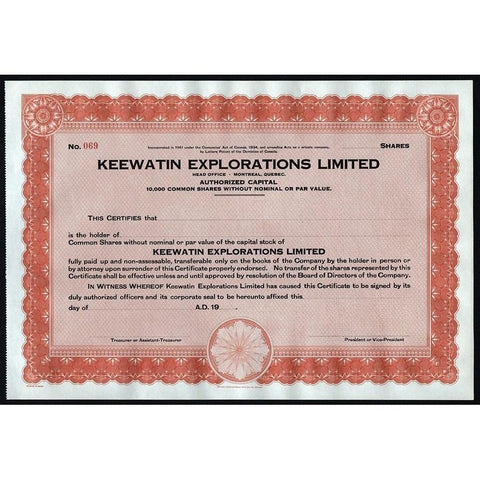 No. 069
Incorporated in 1941 under the Companies Act of Canada, 1934, and amending Acts as a private company,
by Letters Patent of the Dominion of Canada.
SHARES
KEEWATIN EXPLORATIONS LIMITED
HEAD OFFICE - MONTREAL, QUEBEC.
AUTHORIZED CAPITAL
10,000 COMMON SHARES WITHOUT NOMINAL OR PAR VALUE.
THIS CERTIFIES that
is the holder of
Common Shares without nominal or par value of the capital stock of
KEEWATIN EXPLORATIONS LIMITED
fully paid up and non-assessable, transferable only on the books of the Company by the holder in person or
by attorney upon surrender of this Certificate properly endorsed. No transfer of the shares represented by this
Certificate shall be effective unless and until registered and approved by the Board of Directors of the Company.
IN WITNESS WHEREOF Keewatin Explorations Limited has caused this Certificate to be signed by its
duly authorized officers and its corporate seal to be hereunto affixed this
day of A.D. 19
Treasurer or Assistant-Treasurer
President or Vice-President